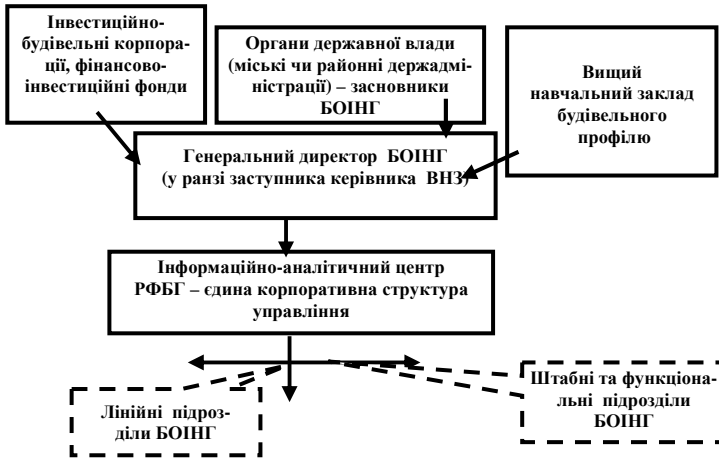 Інвестиційно-
будівельні корпора-
ції, фінансово-
інвестиційні фонди
Органи державної влади
(міські чи районні держадмі-
ністрації) – засновники
БОІНГ
Вищий
навчальний заклад
будівельного
профілю
Генеральний директор БОІНГ
(у ранзі заступника керівника ВНЗ)
Інформаційно-аналітичний центр
РФБГ – єдина корпоративна структура
управління
Лінійні підроз-
діли БОІНГ
Штабні та функціона-
льні підрозділи
БОІНГ